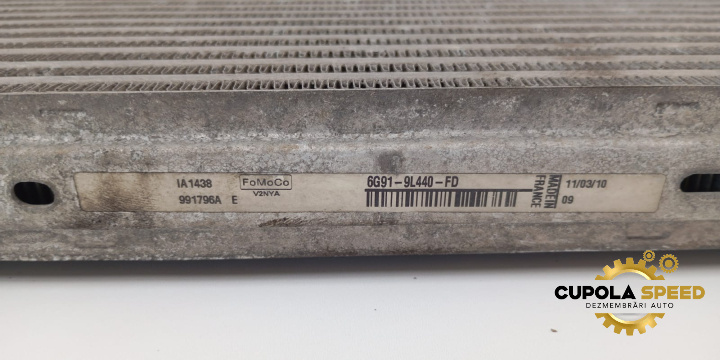 IA1438
991796A E
FoMoCo
V2NYA
6G91-9L440-FD
MADE IN
FRANCE
11/03/10
09
CUPOLA SPEED
DEZMEMBRĂRI AUTO